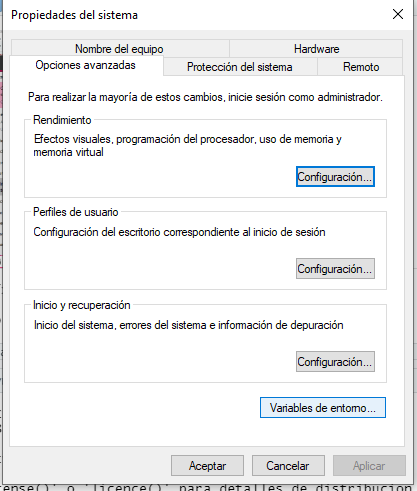 Propiedades del sistema
Nombre del equipo
Hardware
Opciones avanzadas
Protección del sistema
Remoto
Para realizar la mayoría de estos cambios, inicie sesión como administrador.
Rendimiento
Efectos visuales, programación del procesador, uso de memoria y
memoria virtual
Configuración...
Perfiles de usuario
Configuración del escritorio correspondiente al inicio de sesión
Configuración...
Inicio y recuperación
Inicio del sistema, errores del sistema e información de depuración
Configuración...
Variables de entorno...
Aceptar
Cancelar
Aplicar
para detalles de distribucion